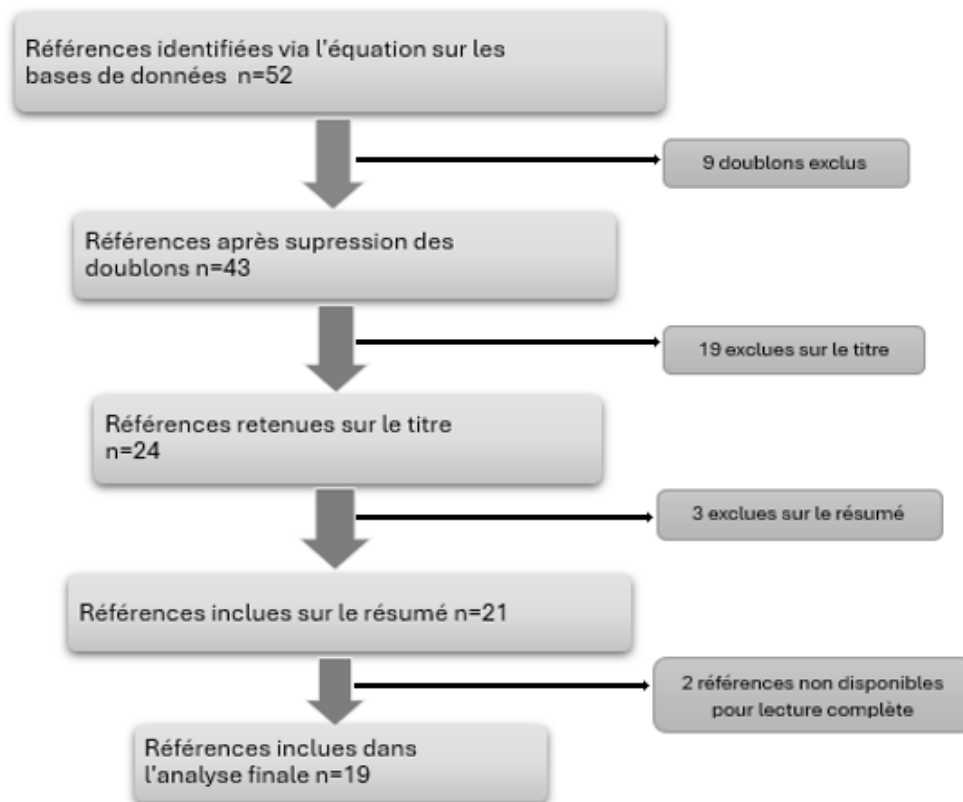 Références identifiées via l'équation sur les
bases de données n=52
9 doublons exclus
Références après supression des
doublons n=43
19 exclues sur le titre
Références retenues sur le titre
n=24
3 exclues sur le résumé
Références inclues sur le résumé n=21
2 références non disponibles
pour lecture complète
Références inclues dans
l'analyse finale n=19